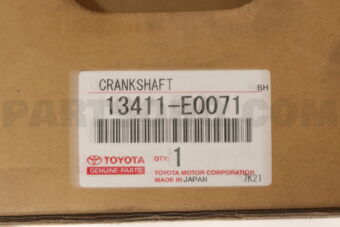 CRANKSHAFT BH
13411-E0071
TOYOTA QTY: 1
GENUINE PARTS
TOYOTA MOTOR CORPORATION
MADE IN JAPAN 7K21